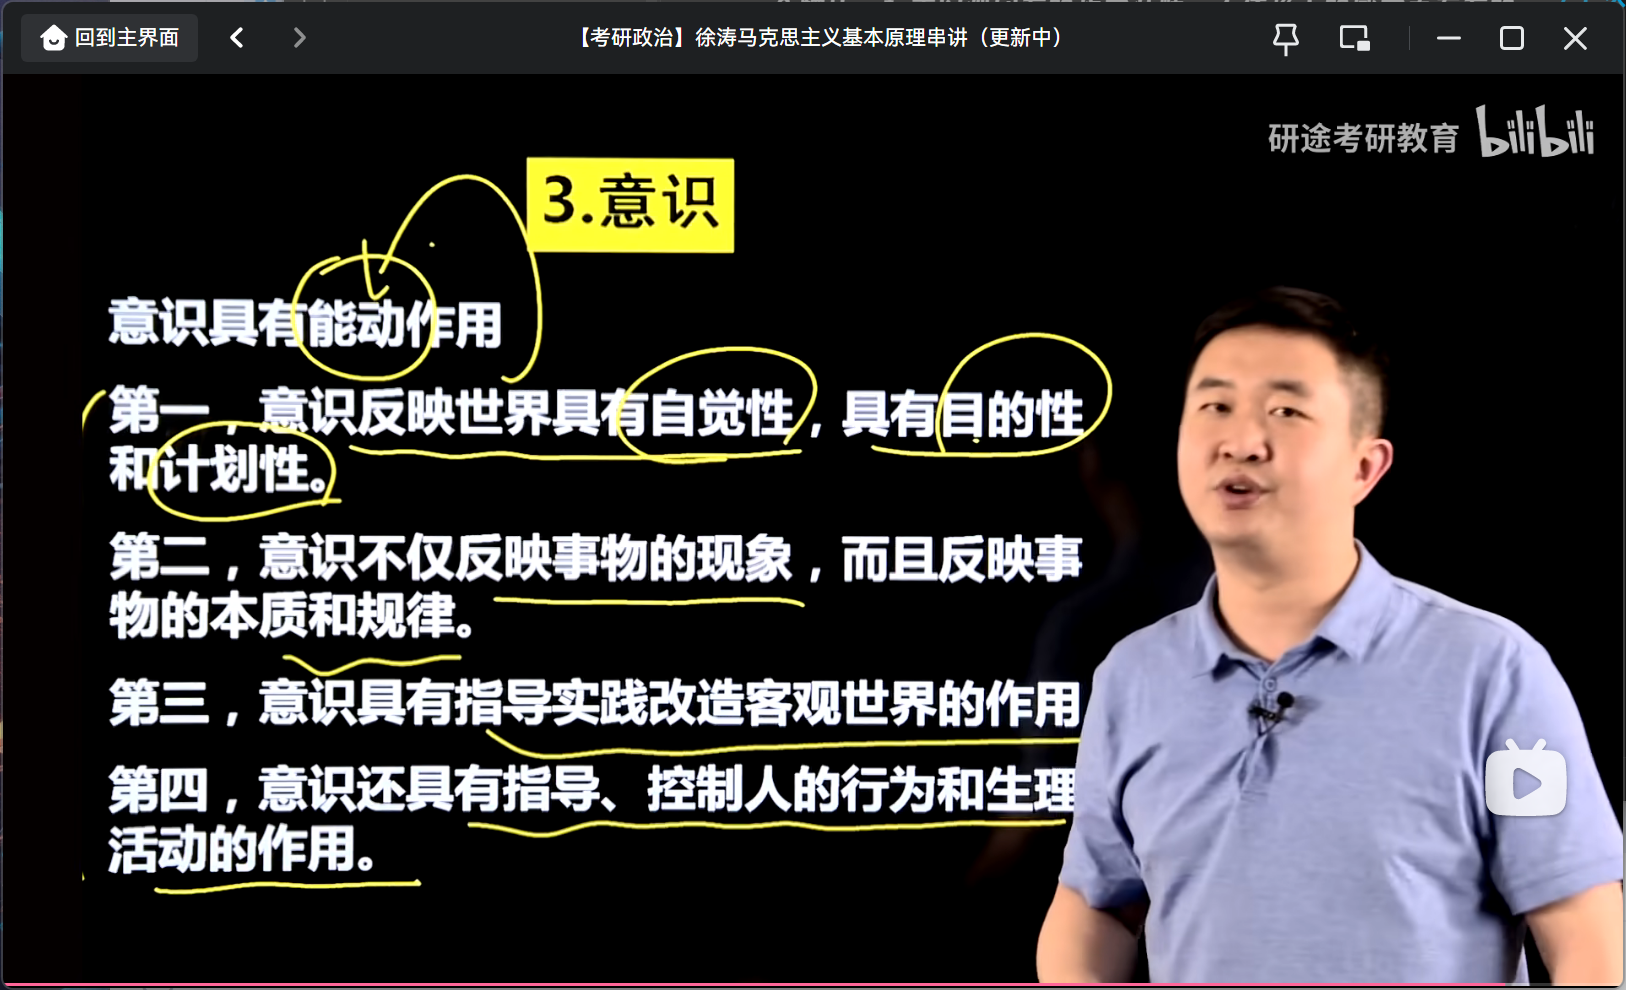 回到主界面
【考研政治】徐涛马克思主义基本原理串讲（更新中）
研途考研教育 bilibili
3.意识
意识具有能动作用
第一，意识反映世界具有自觉性，具有目的性
和计划性。
第二，意识不仅反映事物的现象，而且反映事
物的本质和规律。
第三，意识具有指导实践改造客观世界的作用
第四，意识还具有指导、控制人的行为和生理
活动的作用。